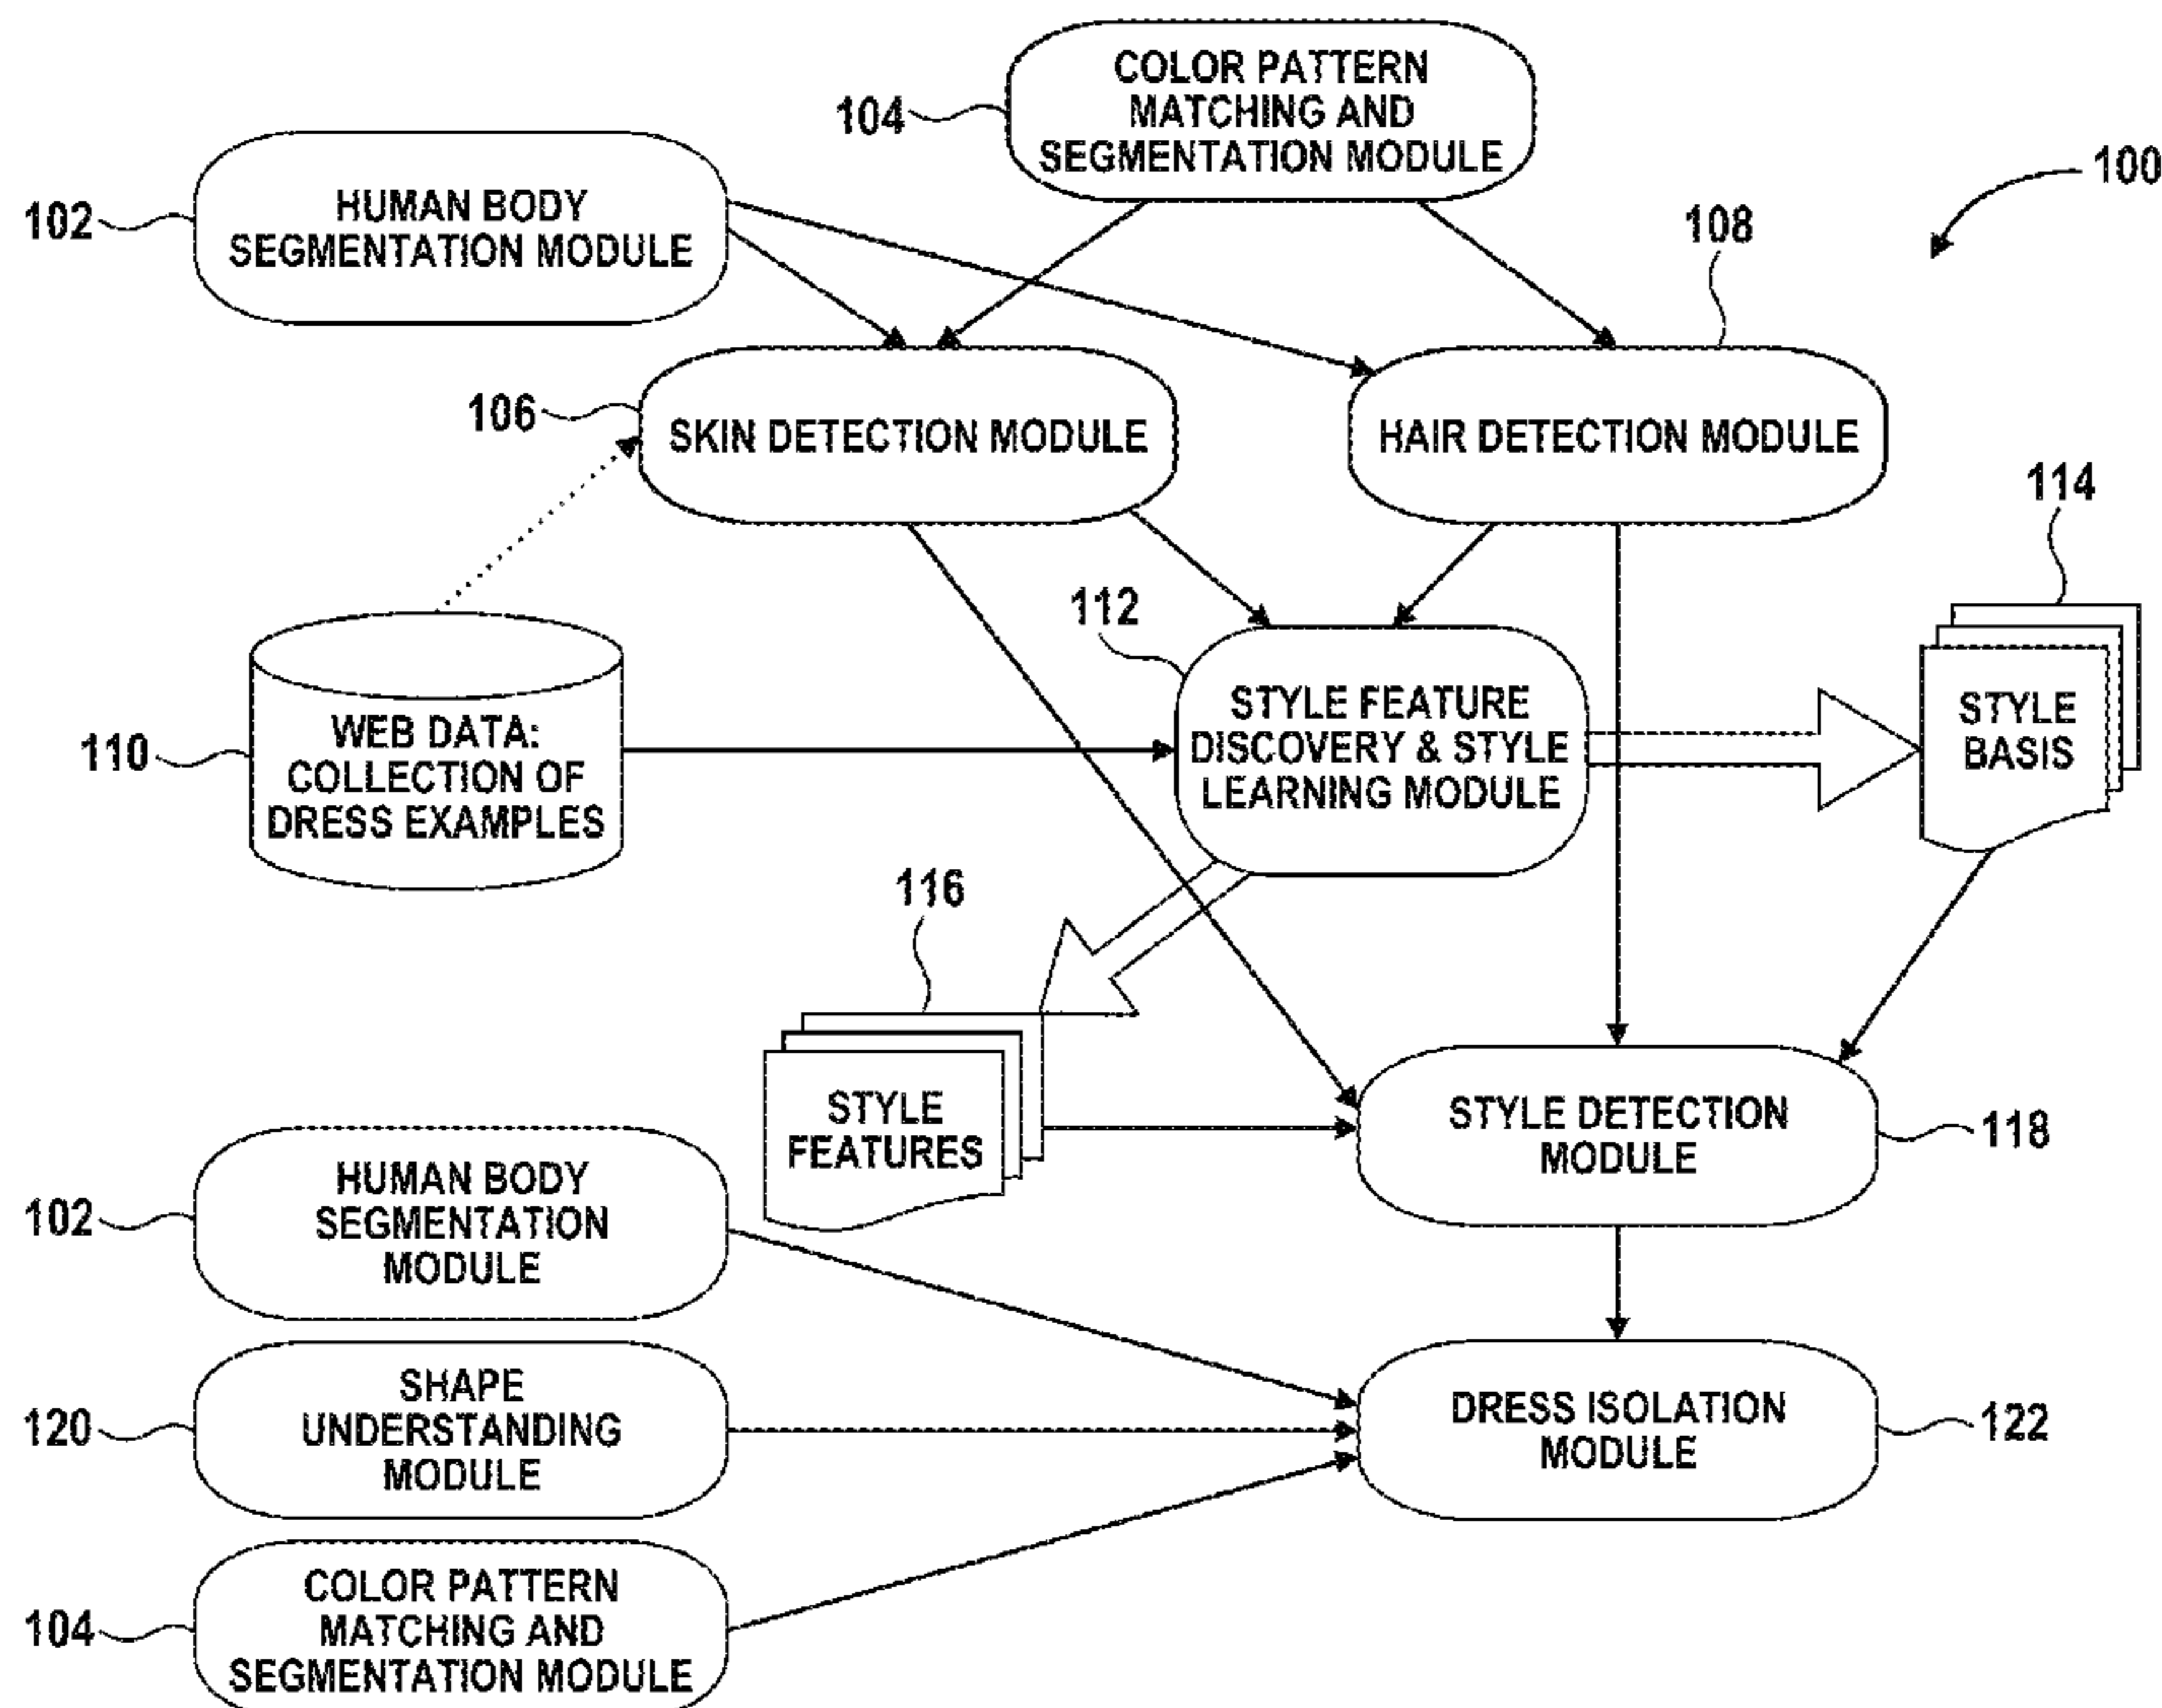 COLOR PATTERN
MATCHING AND
SEGMENTATION MODULE
104
100
HUMAN BODY
SEGMENTATION MODULE
102
108
106
SKIN DETECTION MODULE
HAIR DETECTION MODULE
114
112
WEB DATA:
COLLECTION OF
DRESS EXAMPLES
110
STYLE FEATURE
DISCOVERY & STYLE
LEARNING MODULE
STYLE
BASIS
116
STYLE
FEATURES
STYLE DETECTION
MODULE
118
HUMAN BODY
SEGMENTATION
MODULE
102
SHAPE
UNDERSTANDING
MODULE
120
DRESS ISOLATION
MODULE
122
COLOR PATTERN
MATCHING AND
SEGMENTATION MODULE
104